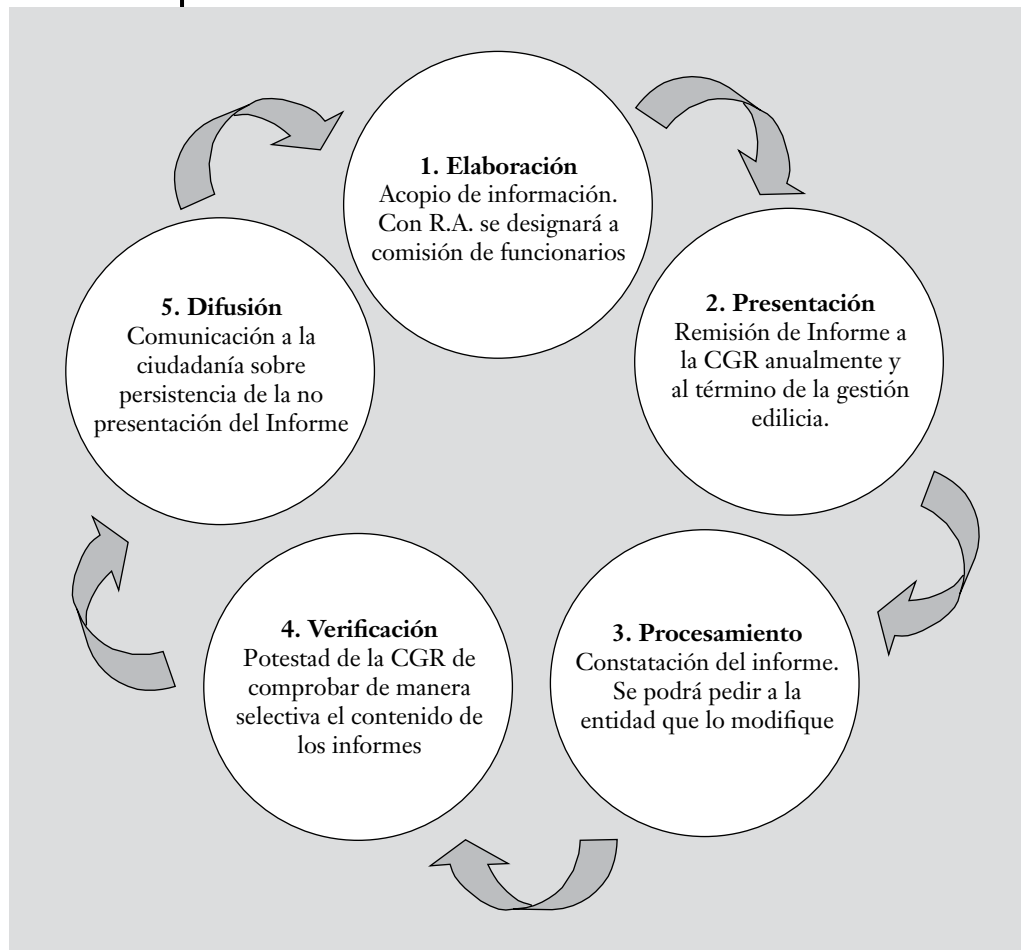 1. Elaboración
Acopio de información.
Con R.A. se designará a
comisión de funcionarios
2. Presentación
Remisión de Informe a
la CGR anualmente y
al término de la gestión
edilicia.
3. Procesamiento
Constatación del informe.
Se podrá pedir a la
entidad que lo modifique
4. Verificación
Potestad de la CGR de
comprobar de manera
selectiva el contenido de
los informes
5. Difusión
Comunicación a la
ciudadanía sobre
persistencia de la no
presentación del Informe